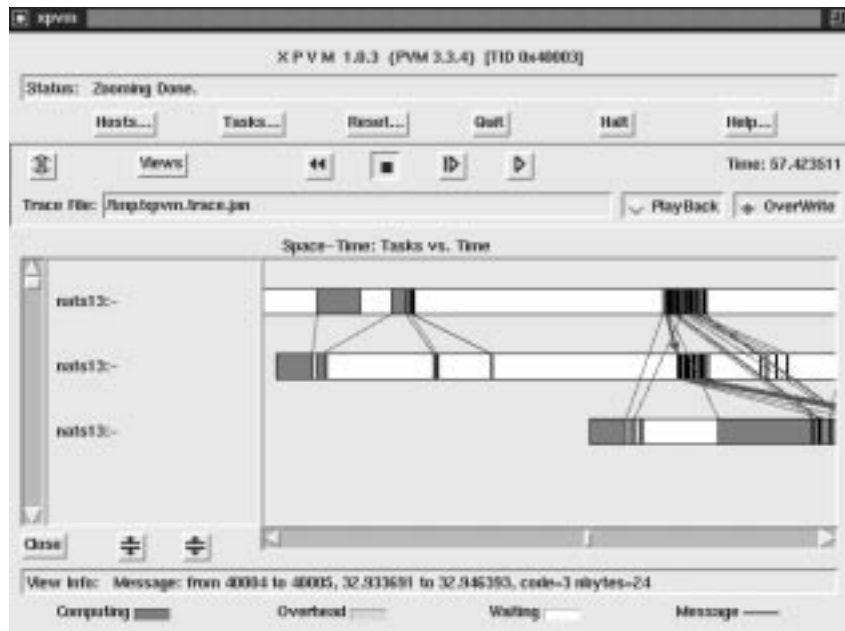 xpvm
X P V M 1.0.3 (PVM 3.3.4) [TID 0x40003]
Status: Zooming Done.
Hosts... Tasks... Reset... Quit Halt Help...
Views Time: 57.423511
Trace File: /tmp/xpvm.trace.jan PlayBack OverWrite
Space-Time: Tasks vs. Time
nats13:-
nats13:-
nats13:-
Close
View Info: Message: from 40004 to 40005, 32.933691 to 32.946393, code=3 nbytes=24
Computing Overhead Waiting Message